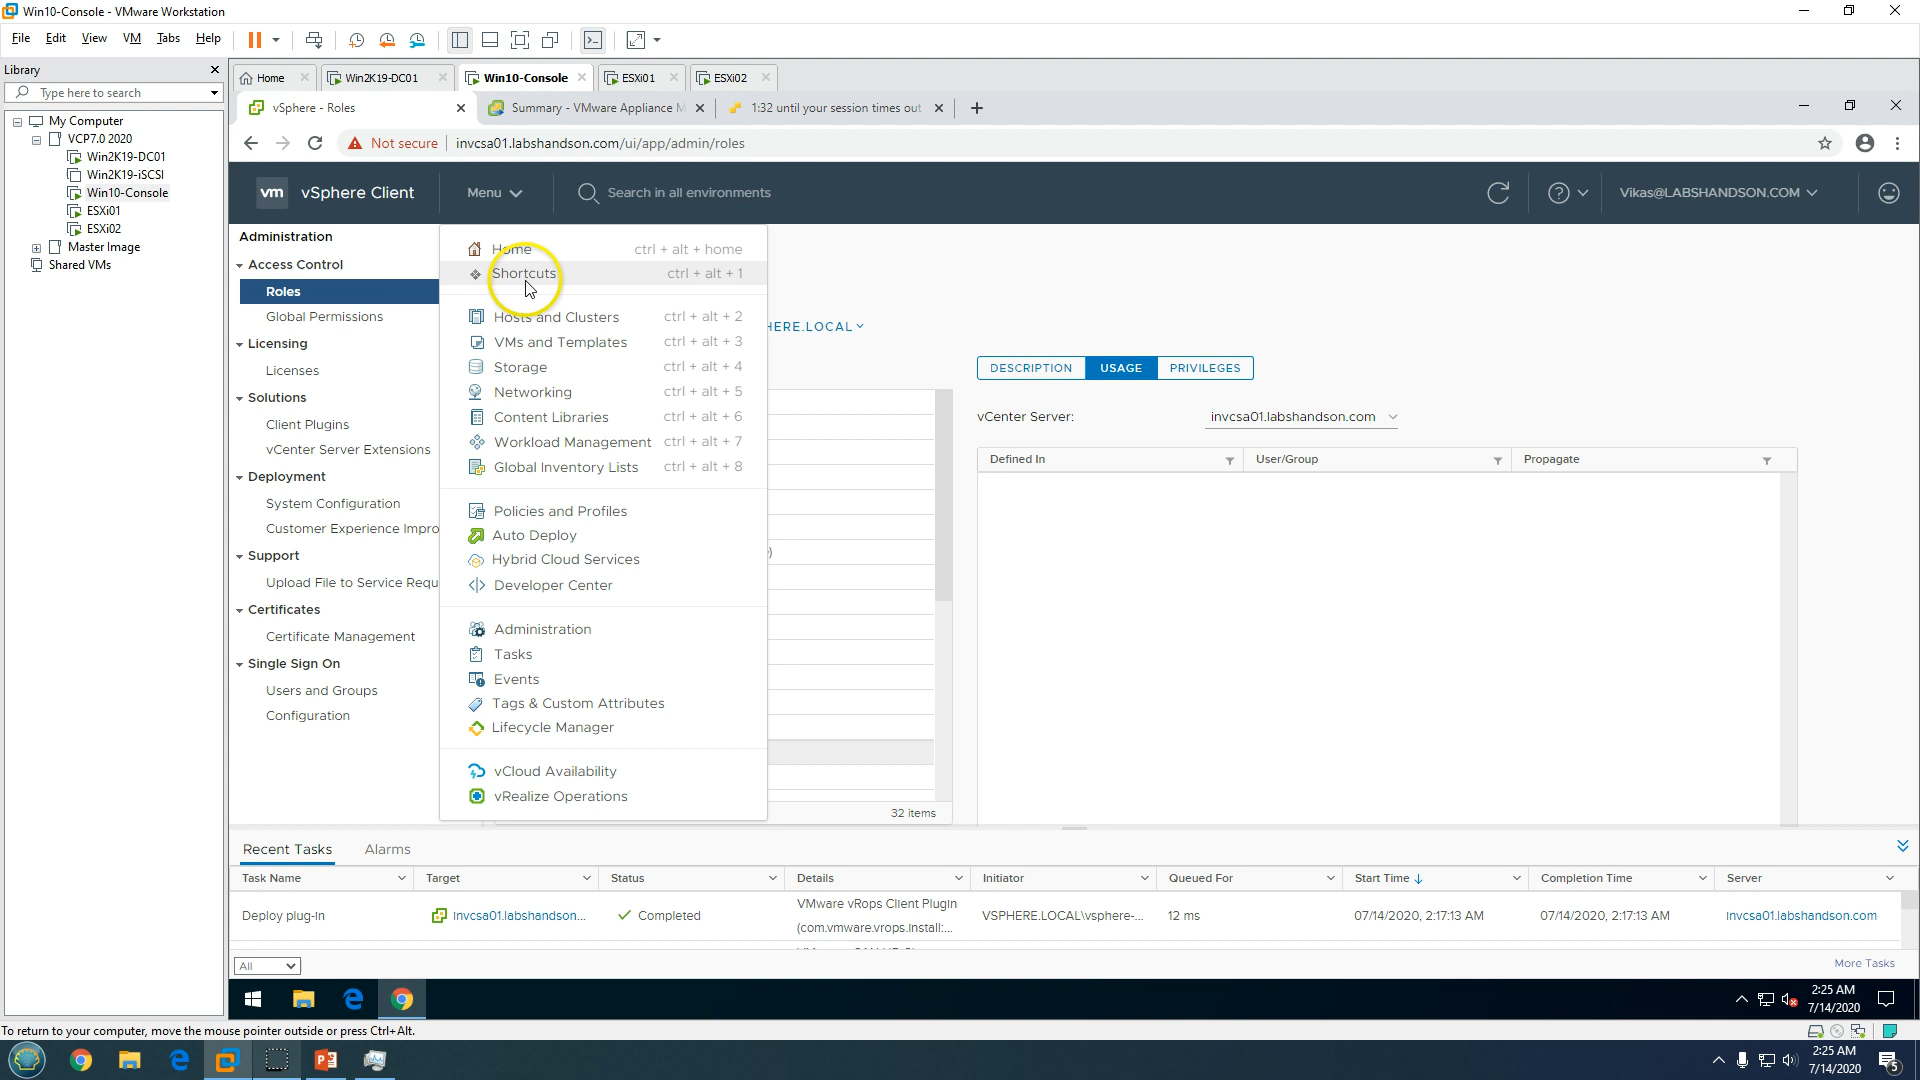 Win10-Console - VMware Workstation
File Edit View VM Tabs Help
Library
Type here to search
My Computer
VCP7.0 2020
Win2K19-DC01
Win2K19-iSCSI
Win10-Console
ESXi01
ESXi02
Master Image
Shared VMs
Home
Win2K19-DC01
Win10-Console
ESXi01
ESXi02
vSphere - Roles
Summary - VMware Appliance M
1:32 until your session times out
Not secure invcsa01.labshandson.com/ui/app/admin/roles
vm vSphere Client Menu Search in all environments Vikas@LABSHANDSON.COM
Administration
Access Control
Roles
Global Permissions
Licensing
Licenses
Solutions
Client Plugins
vCenter Server Extensions
Deployment
System Configuration
Customer Experience Impro
Support
Upload File to Service Requ
Certificates
Certificate Management
Single Sign On
Users and Groups
Configuration
Home ctrl + alt + home
Shortcuts ctrl + alt + 1
Hosts and Clusters ctrl + alt + 2
VMs and Templates ctrl + alt + 3
Storage ctrl + alt + 4
Networking ctrl + alt + 5
Content Libraries ctrl + alt + 6
Workload Management ctrl + alt + 7
Global Inventory Lists ctrl + alt + 8
Policies and Profiles
Auto Deploy
Hybrid Cloud Services
Developer Center
Administration
Tasks
Events
Tags & Custom Attributes
Lifecycle Manager
vCloud Availability
vRealize Operations
HERE.LOCAL
)
32 items
DESCRIPTION USAGE PRIVILEGES
vCenter Server: invcsa01.labshandson.com
Defined In User/Group Propagate
Recent Tasks Alarms
Task Name Target Status Details Initiator Queued For Start Time Completion Time Server
Deploy plug-in invcsa01.labshandson... Completed VMware vRops Client Plugin VSPHERE.LOCAL\vsphere-... 12 ms 07/14/2020, 2:17:13 AM 07/14/2020, 2:17:13 AM invcsa01.labshandson.com
(com.vmware.vrops.install:...
All
More Tasks
2:25 AM
7/14/2020
To return to your computer, move the mouse pointer outside or press Ctrl+Alt.
2:25 AM
7/14/2020
5